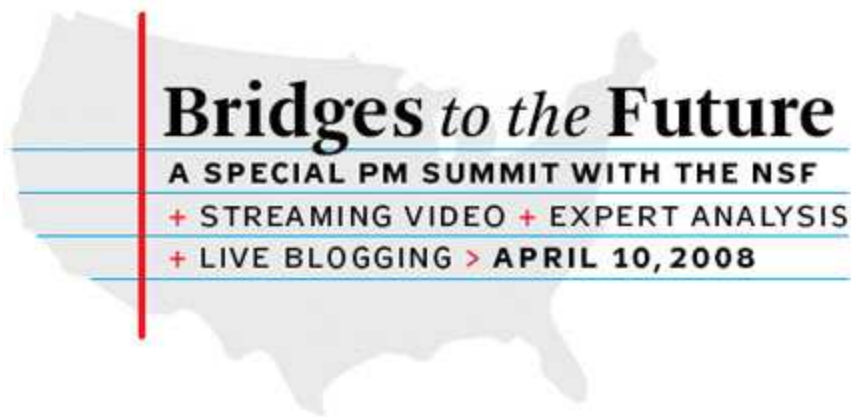 Bridges to the Future
A SPECIAL PM SUMMIT WITH THE NSF
+ STREAMING VIDEO + EXPERT ANALYSIS
+ LIVE BLOGGING > APRIL 10, 2008